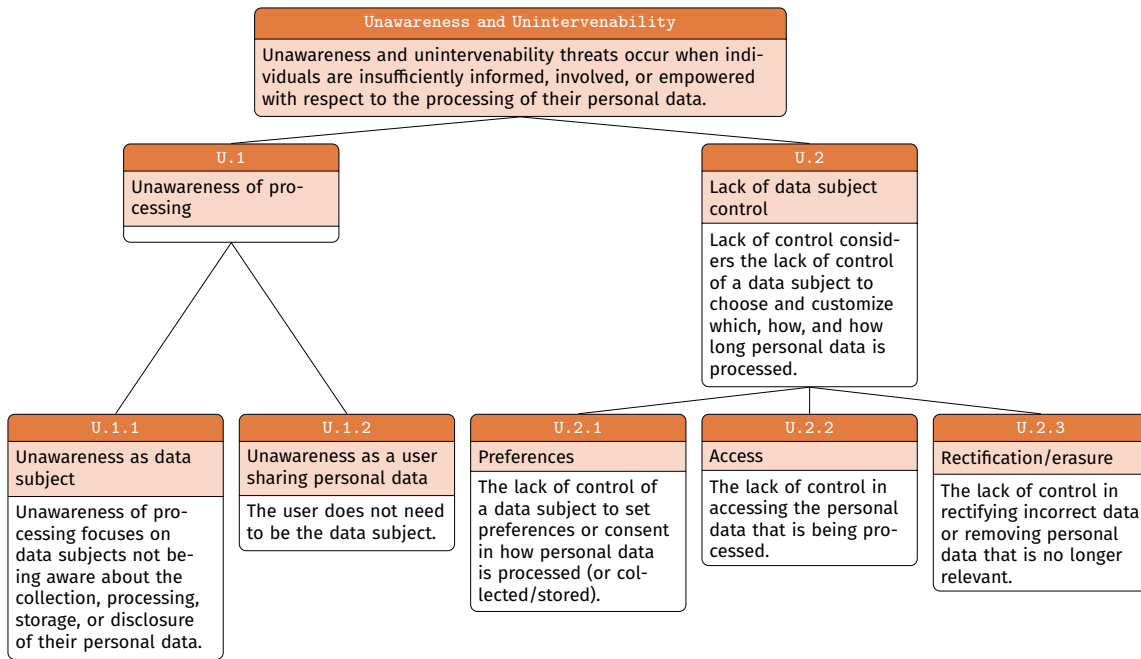 Unawareness and Unintervenability
Unawareness and unintervenability threats occur when indi-
viduals are insufficiently informed, involved, or empowered
with respect to the processing of their personal data.
U.1
Unawareness of pro-
cessing
U.2
Lack of data subject
control
Lack of control consid-
ers the lack of control
of a data subject to
choose and customize
which, how, and how
long personal data is
processed.
U.1.1
Unawareness as data
subject
Unawareness of pro-
cessing focuses on
data subjects not be-
ing aware about the
collection, processing,
storage, or disclosure
of their personal data.
U.1.2
Unawareness as a user
sharing personal data
The user does not need
to be the data subject.
U.2.1
Preferences
The lack of control of
a data subject to set
preferences or consent
in how personal data
is processed (or col-
lected/stored).
U.2.2
Access
The lack of control in
accessing the personal
data that is being pro-
cessed.
U.2.3
Rectification/erasure
The lack of control in
rectifying incorrect data
or removing personal
data that is no longer
relevant.